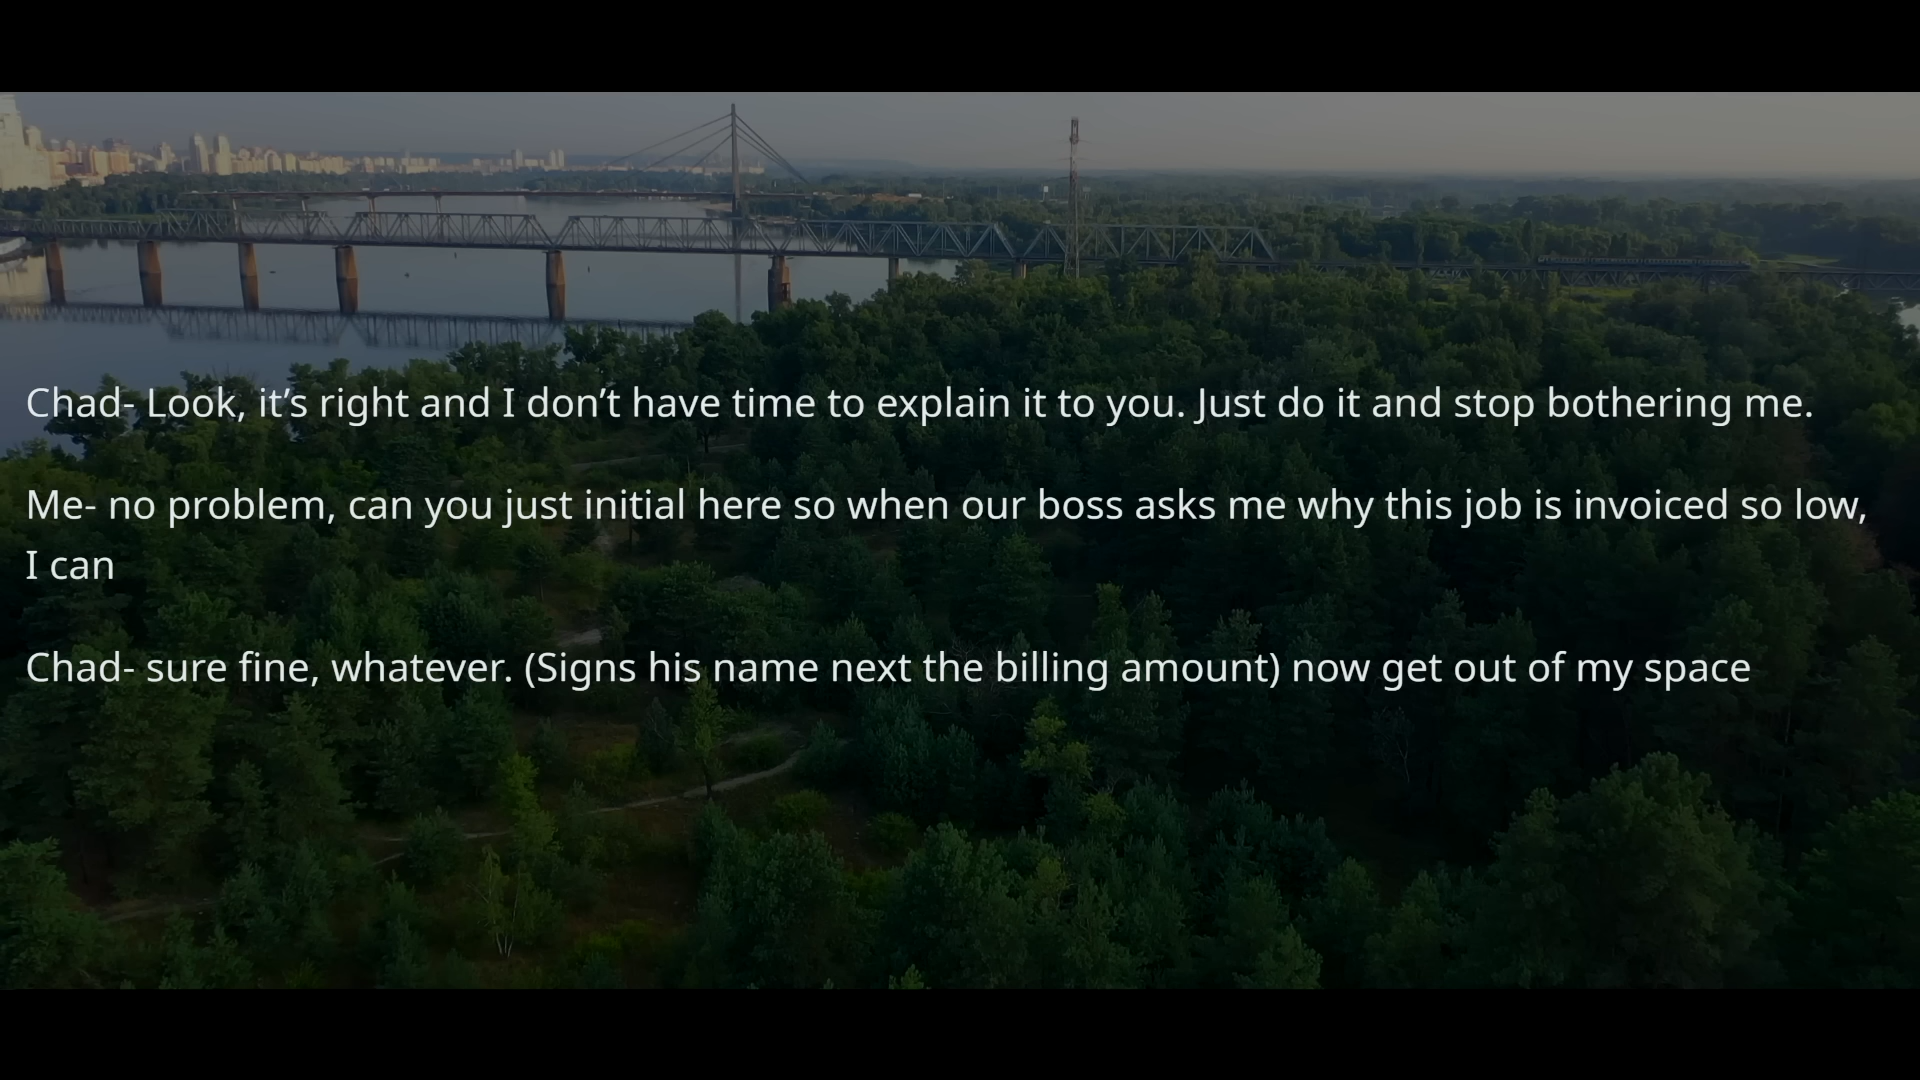 Chad- Look, it’s right and I don’t have time to explain it to you. Just do it and stop bothering me.
Me- no problem, can you just initial here so when our boss asks me why this job is invoiced so low,
I can
Chad- sure fine, whatever. (Signs his name next the billing amount) now get out of my space